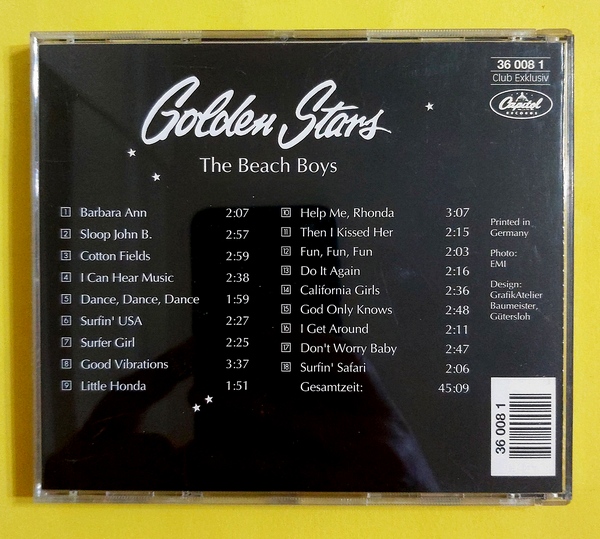 36 008 1
Club Exklusiv
Capitol
RECORDS
Golden Stars
The Beach Boys
1 Barbara Ann 2:07
2 Sloop John B. 2:57
3 Cotton Fields 2:59
4 I Can Hear Music 2:38
5 Dance, Dance, Dance 1:59
6 Surfin' USA 2:27
7 Surfer Girl 2:25
8 Good Vibrations 3:37
9 Little Honda 1:51
10 Help Me, Rhonda 3:07
11 Then I Kissed Her 2:15
12 Fun, Fun, Fun 2:03
13 Do It Again 2:16
14 California Girls 2:36
15 God Only Knows 2:48
16 I Get Around 2:11
17 Don't Worry Baby 2:47
18 Surfin' Safari 2:06
Gesamtzeit: 45:09
Printed in
Germany
Photo:
EMI
Design:
GrafikAtelier
Baumeister,
Gütersloh
36 008 1